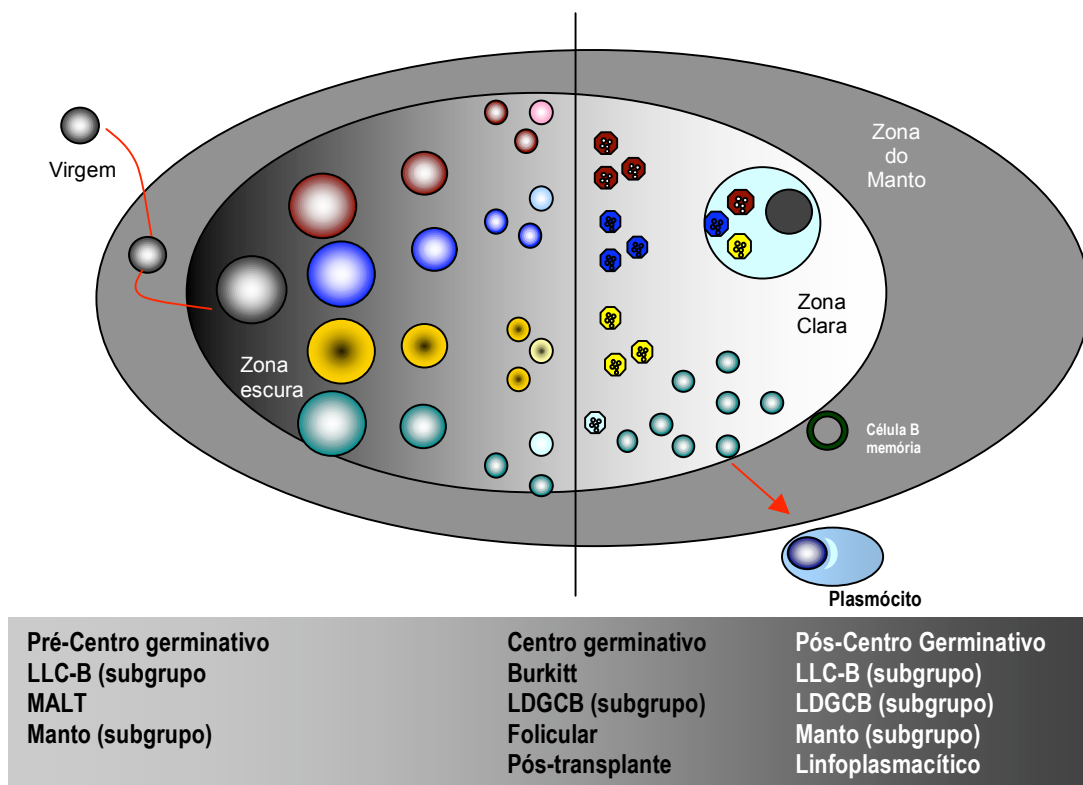 Virgem
Zona
do
Manto
Zona
Clara
Zona
escura
Célula B
memória
Plasmócito
Pré-Centro germinativo
LLC-B (subgrupo
MALT
Manto (subgrupo)
Centro germinativo
Burkitt
LDGCB (subgrupo)
Folicular
Pós-transplante
Pós-Centro Germinativo
LLC-B (subgrupo)
LDGCB (subgrupo)
Manto (subgrupo)
Linfoplasmacítico